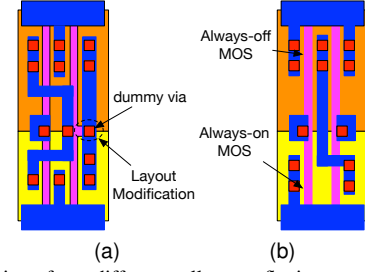 Always-off
MOS
dummy via
Always-on
MOS
Layout
Modification
(a)
(b)